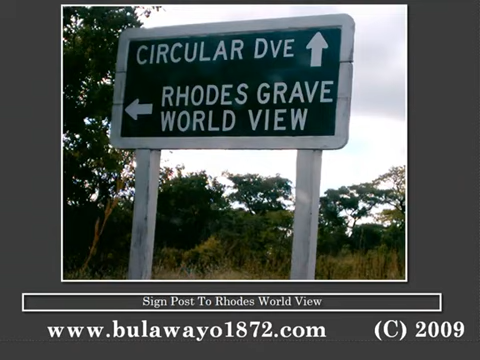 CIRCULAR DVE
RHODES GRAVE
WORLD VIEW
Sign Post To Rhodes World View
www.bulawayo1872.com (C) 2009